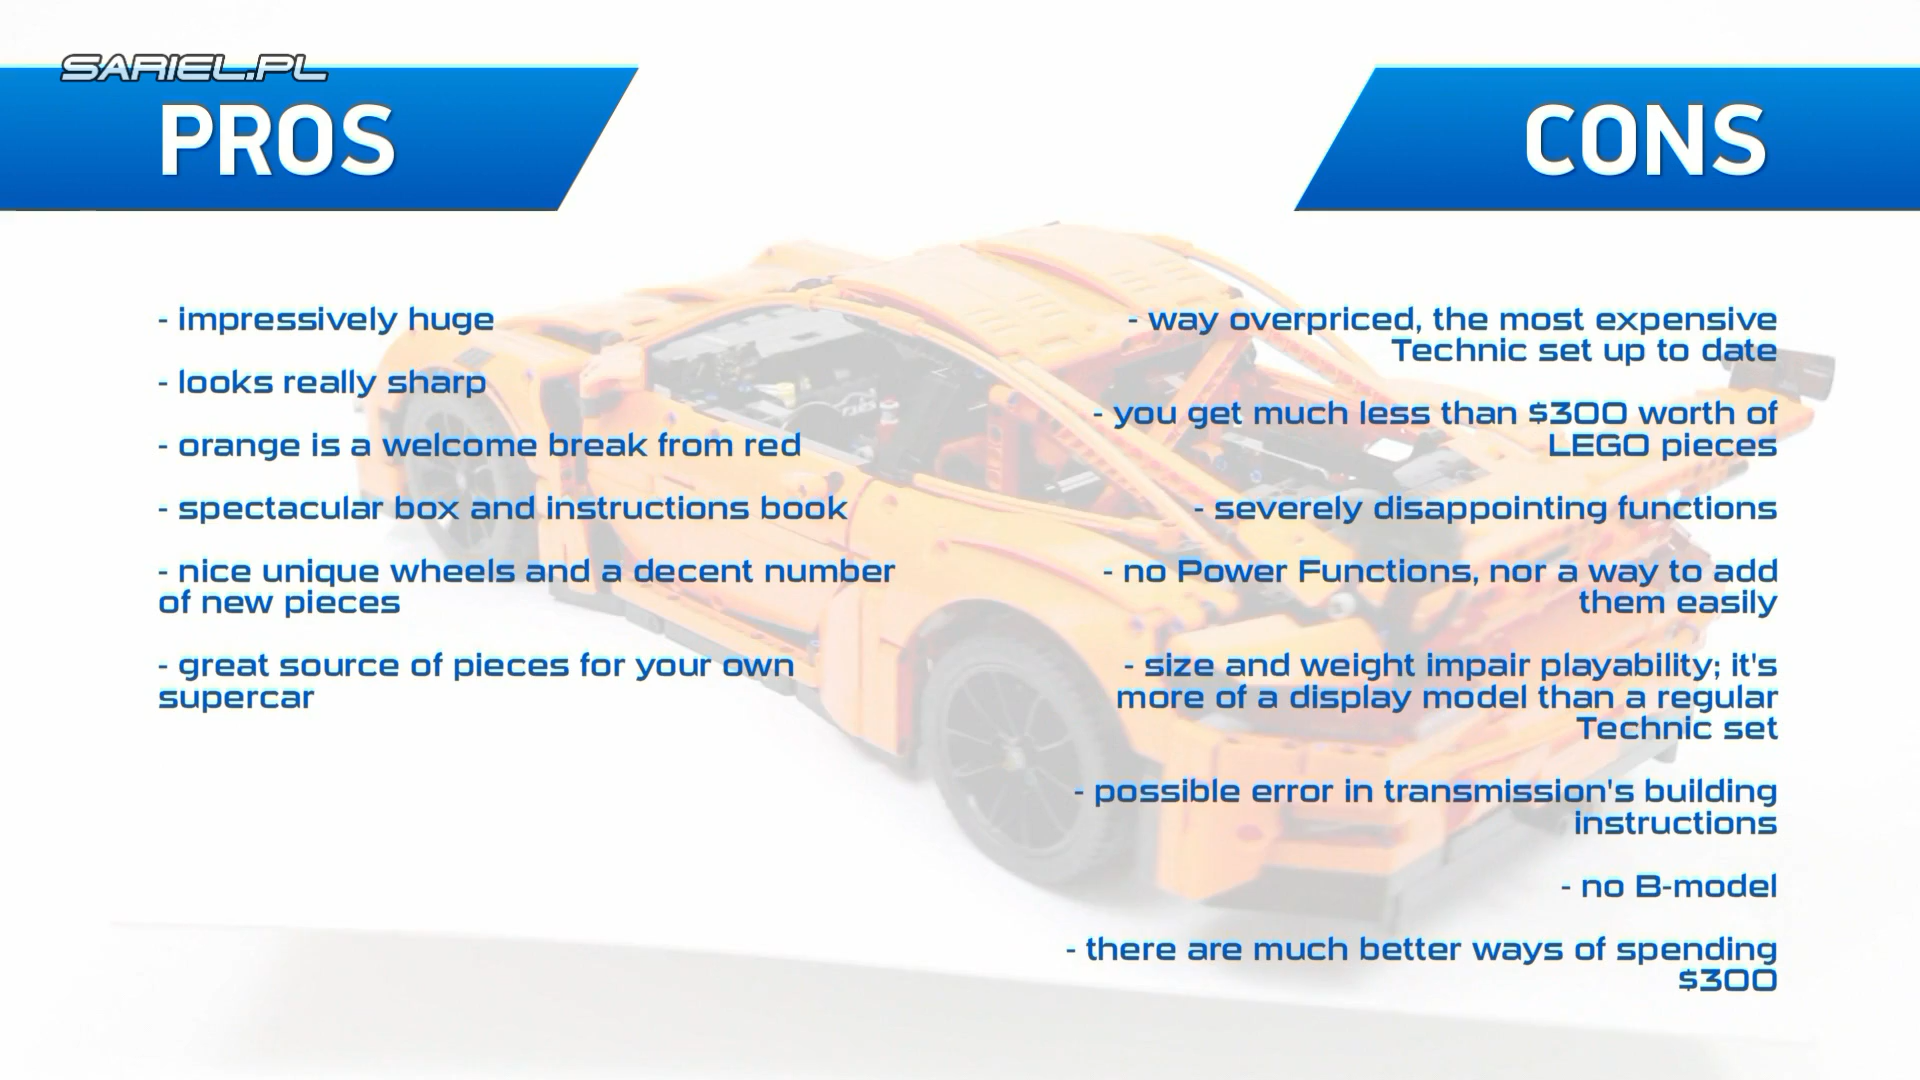 SARIEL.PL
PROS
- impressively huge
- looks really sharp
- orange is a welcome break from red
- spectacular box and instructions book
- nice unique wheels and a decent number
of new pieces
- great source of pieces for your own
supercar
CONS
- way overpriced, the most expensive
Technic set up to date
- you get much less than $300 worth of
LEGO pieces
- severely disappointing functions
- no Power Functions, nor a way to add
them easily
- size and weight impair playability; it's
more of a display model than a regular
Technic set
- possible error in transmission's building
instructions
- no B-model
- there are much better ways of spending
$300